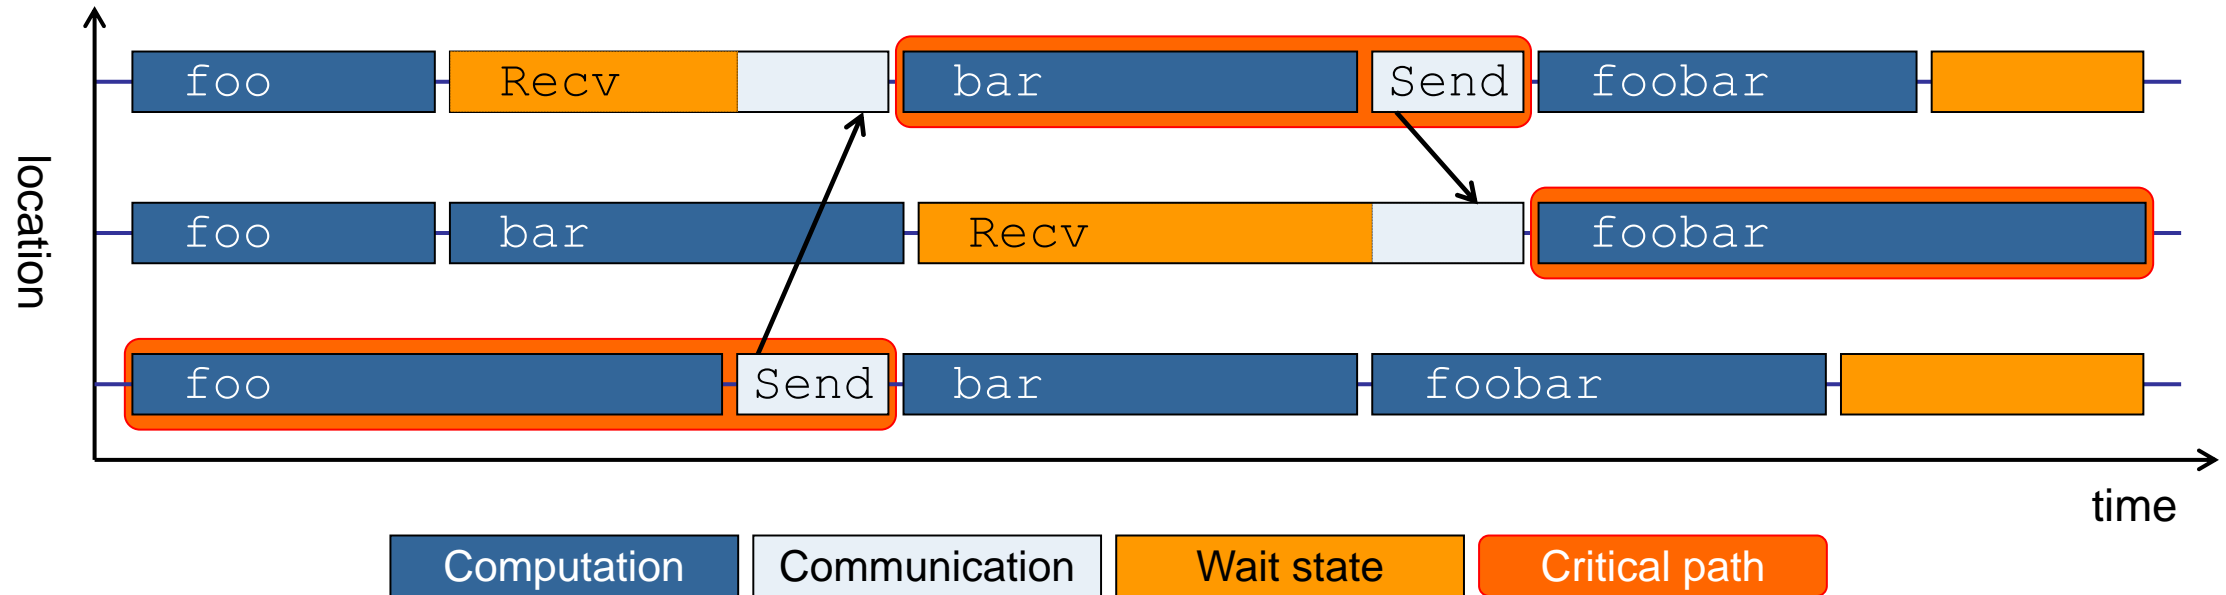 foo Recv bar Send foobar
location
foo bar Recv foobar
foo Send bar foobar
time
Computation Communication Wait state Critical path